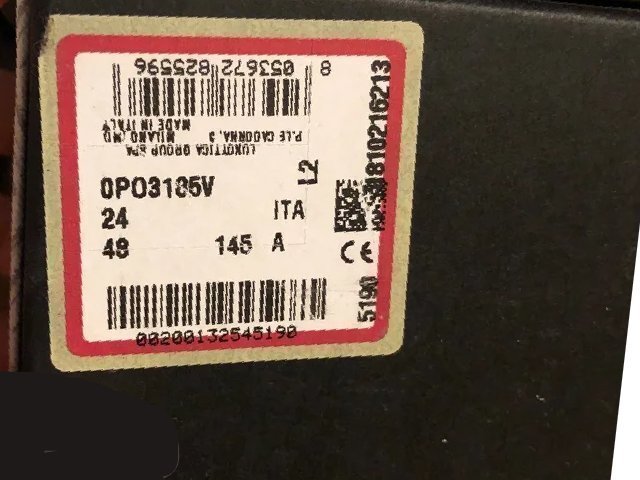 8 053672 825596
LUXOTTICA GROUP SPA
P.LE CADORNA, 3 MILANO (MI)
MADE IN ITALY
0PO3185V
24 ITA
48 145 A
L2
CE
00200132545190
1810216213
5190